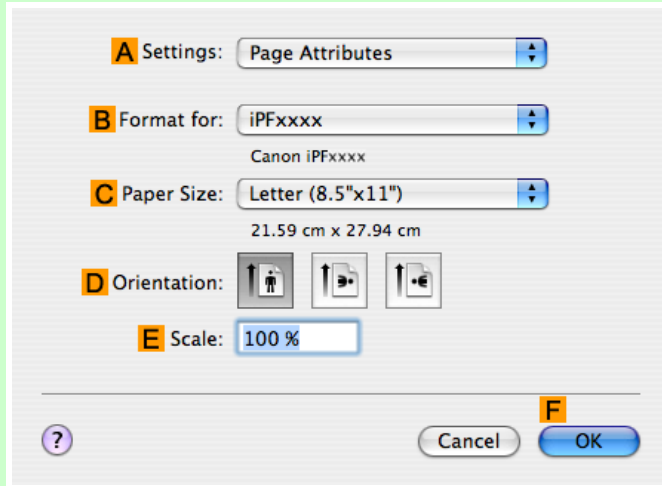 A Settings: Page Attributes
B Format for: iPFxxxx
Canon iPFxxxx
C Paper Size: Letter (8.5"x11")
21.59 cm x 27.94 cm
D Orientation:
E Scale: 100 %
F
? Cancel OK